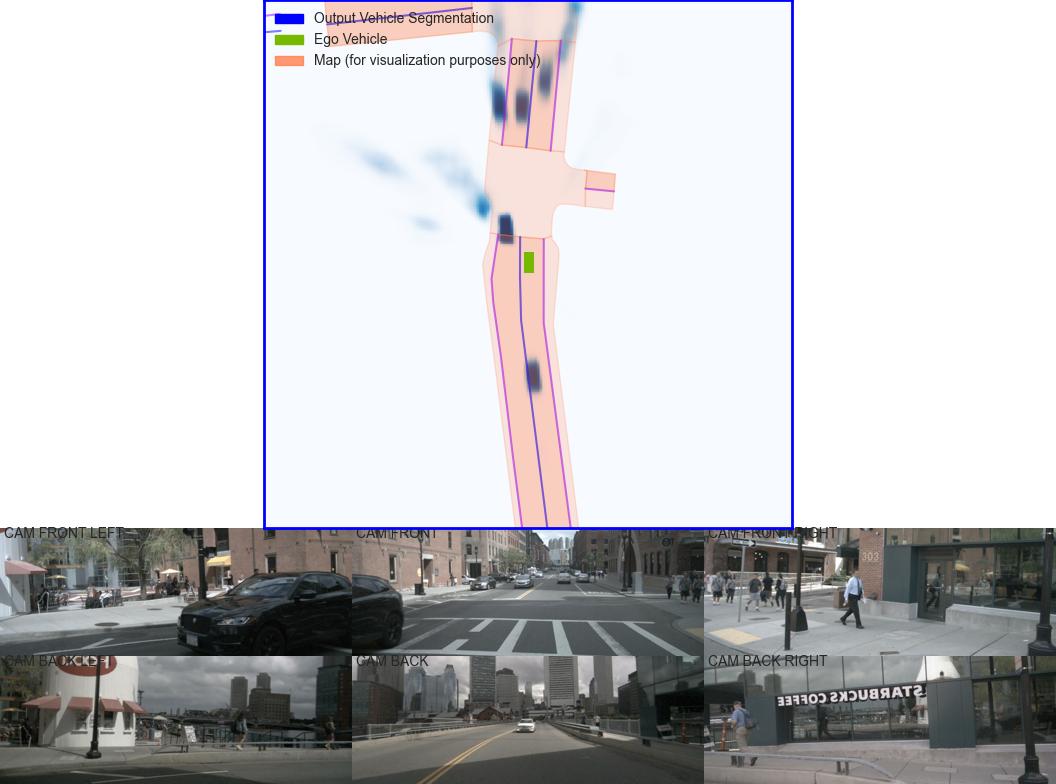 Output Vehicle Segmentation
Ego Vehicle
Map (for visualization purposes only)
CAM FRONT LEFT
CAM FRONT
CAM FRONT RIGHT
303
CAM BACK LEFT
CAM BACK
CAM BACK RIGHT
STARBUCKS COFFEE